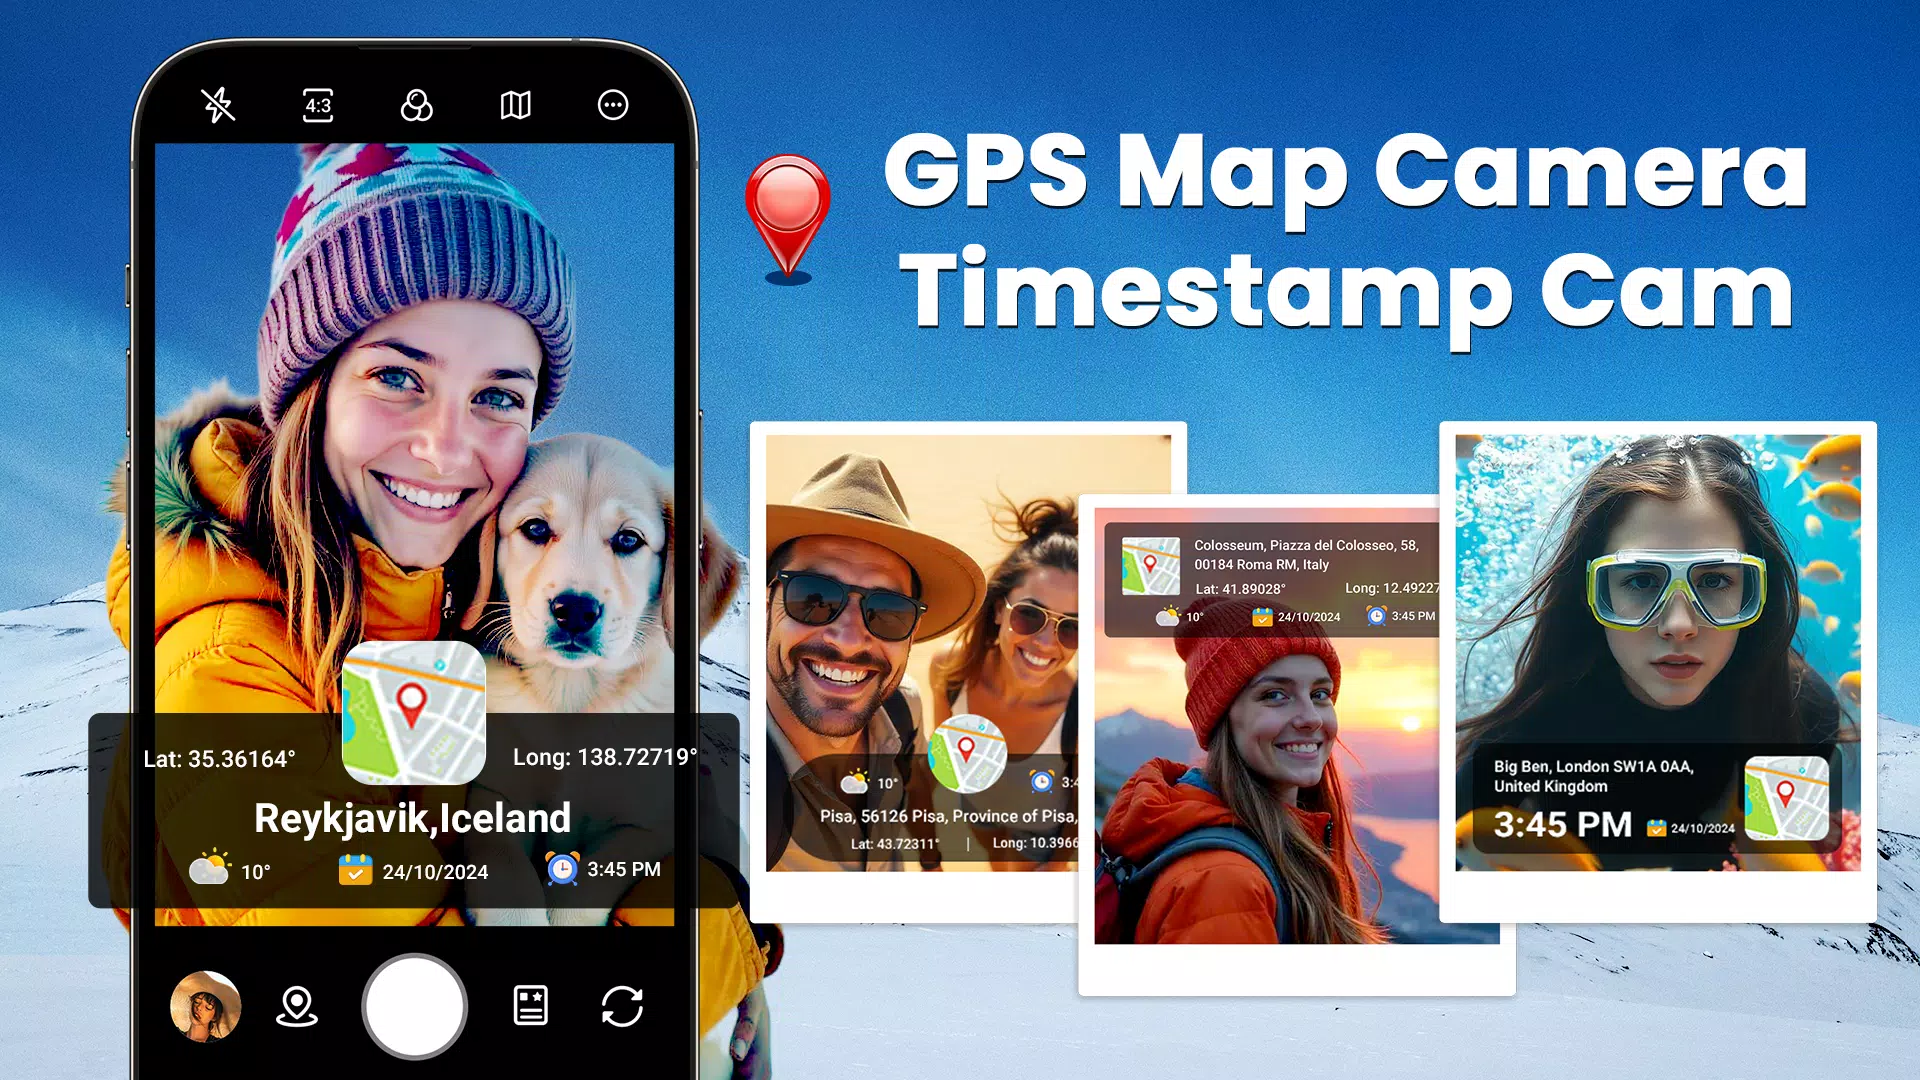 4:3
GPS Map Camera
Timestamp Cam
Lat: 35.36164°
Long: 138.72719°
Reykjavik,Iceland
10°
24/10/2024
3:45 PM
10°
3:4
Pisa, 56126 Pisa, Province of Pisa,
Lat: 43.72311° | Long: 10.3966
Colosseum, Piazza del Colosseo, 58,
00184 Roma RM, Italy
Lat: 41.89028° Long: 12.49227
10° 24/10/2024 3:45 PM
Big Ben, London SW1A 0AA,
United Kingdom
3:45 PM 24/10/2024